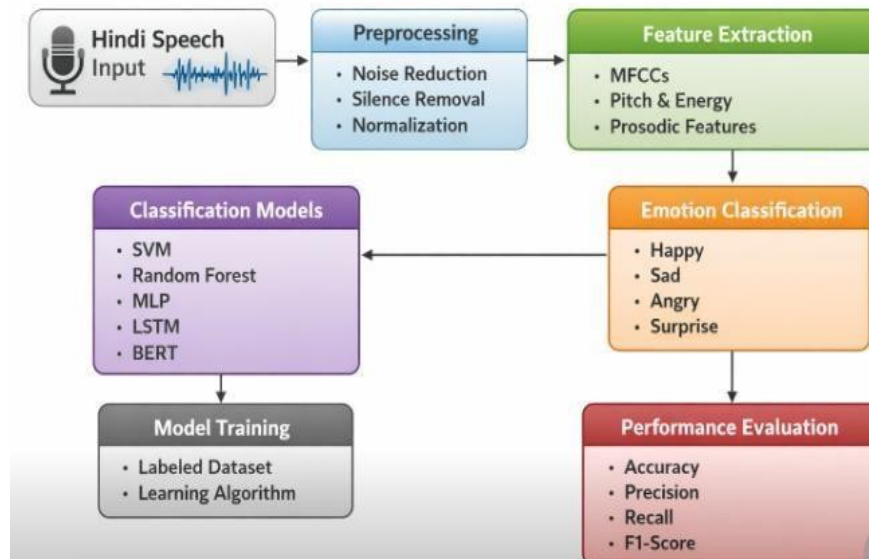 Hindi Speech
Input
Preprocessing
• Noise Reduction
• Silence Removal
• Normalization
Feature Extraction
• MFCCs
• Pitch & Energy
• Prosodic Features
Emotion Classification
• Happy
• Sad
• Angry
• Surprise
Classification Models
• SVM
• Random Forest
• MLP
• LSTM
• BERT
Model Training
• Labeled Dataset
• Learning Algorithm
Performance Evaluation
• Accuracy
• Precision
• Recall
• F1-Score